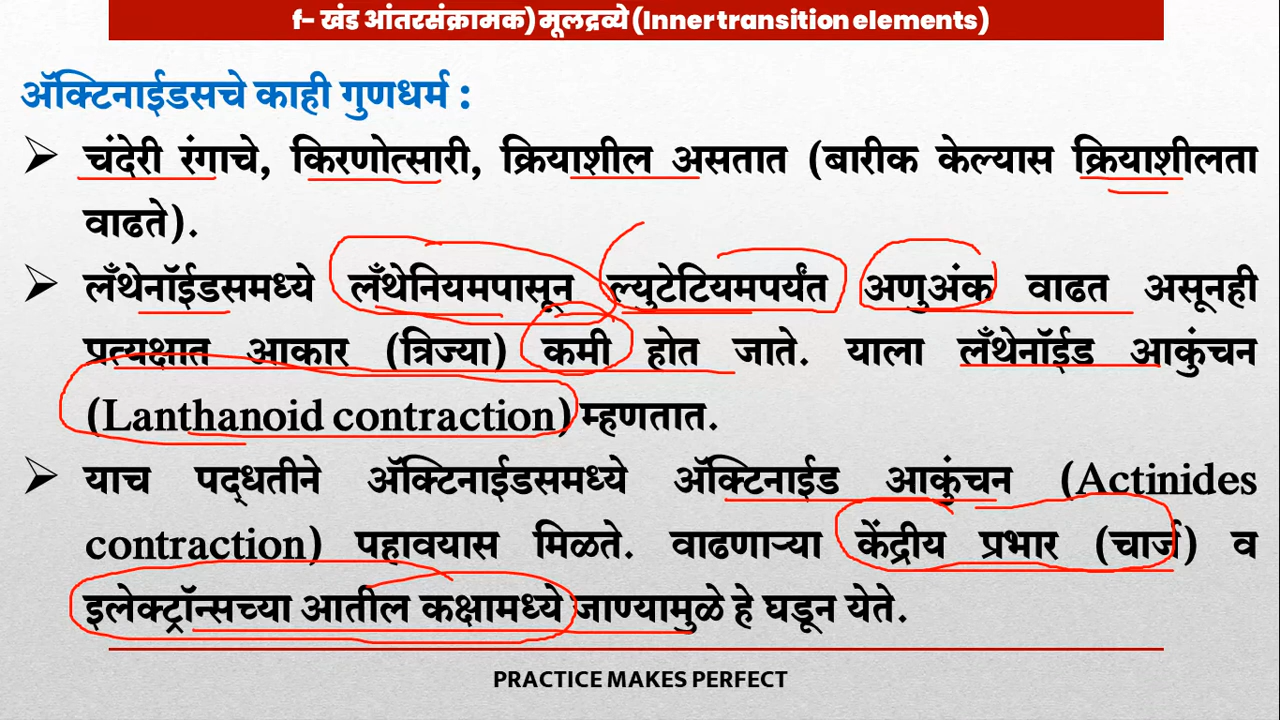 f- खंड आंतरसंक्रामक) मूलद्रव्ये (Inner transition elements)
ॲक्टिनाईडसचे काही गुणधर्म :
➢ चंदेरी रंगाचे, किरणोत्सारी, क्रियाशील असतात (बारीक केल्यास क्रियाशीलता
वाढते).
➢ लँथेनॉईडसमध्ये लँथेनियमपासून ल्युटेटियमपर्यंत अणुअंक वाढत असूनही
प्रत्यक्षात आकार (त्रिज्या) कमी होत जाते. याला लँथेनॉईड आकुंचन
(Lanthanoid contraction) म्हणतात.
➢ याच पद्धतीने ॲक्टिनाईडसमध्ये ॲक्टिनाईड आकुंचन (Actinides
contraction) पहावयास मिळते. वाढणाऱ्या केंद्रीय प्रभार (चार्ज) व
इलेक्ट्रॉन्सच्या आतील कक्षामध्ये जाण्यामुळे हे घडून येते.
PRACTICE MAKES PERFECT